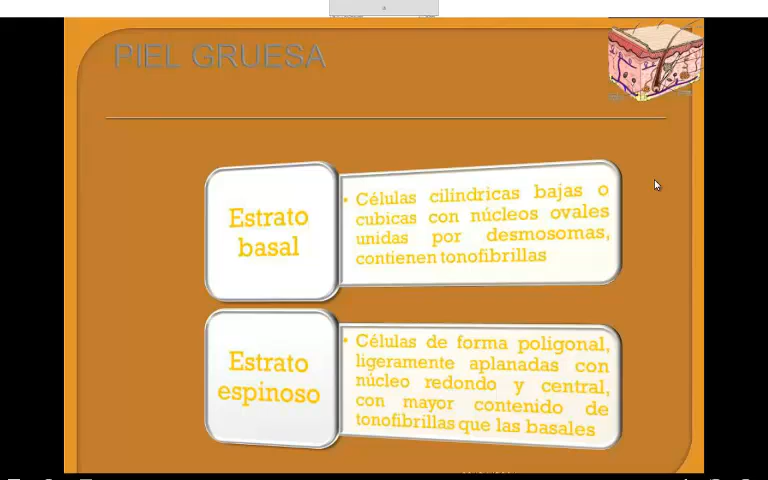 PIEL GRUESA
Estrato
basal
• Células cilíndricas bajas o
cubicas con núcleos ovales
unidas por desmosomas,
contienen tonofibrillas
Estrato
espinoso
• Células de forma poligonal,
ligeramente aplanadas con
núcleo redondo y central,
con mayor contenido de
tonofibrillas que las basales